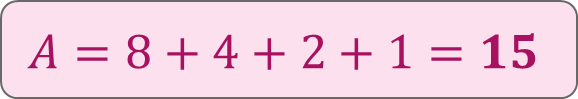 A = 8 + 4 + 2 + 1 = 15